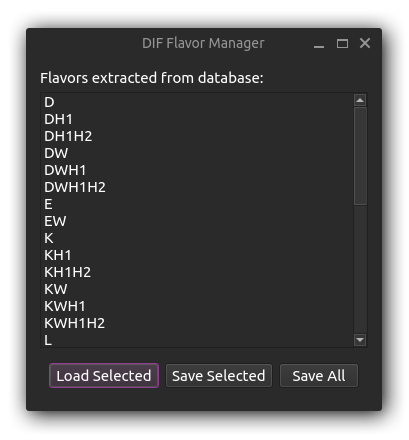 DIF Flavor Manager
Flavors extracted from database:
D
DH1
DH1H2
DW
DWH1
DWH1H2
E
EW
K
KH1
KH1H2
KW
KWH1
KWH1H2
L
Load Selected Save Selected Save All